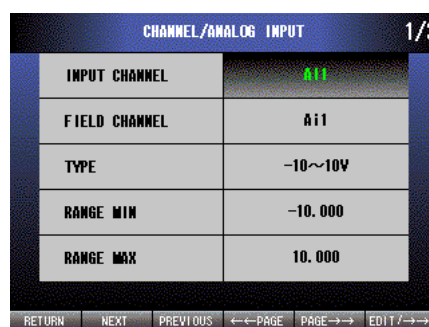 CHANNEL/ANALOG INPUT 1/
INPUT CHANNEL AI1
FIELD CHANNEL Ai1
TYPE -10~10V
RANGE MIN -10.000
RANGE MAX 10.000
RETURN NEXT PREVIOUS ←←PAGE PAGE→→ EDIT/→→